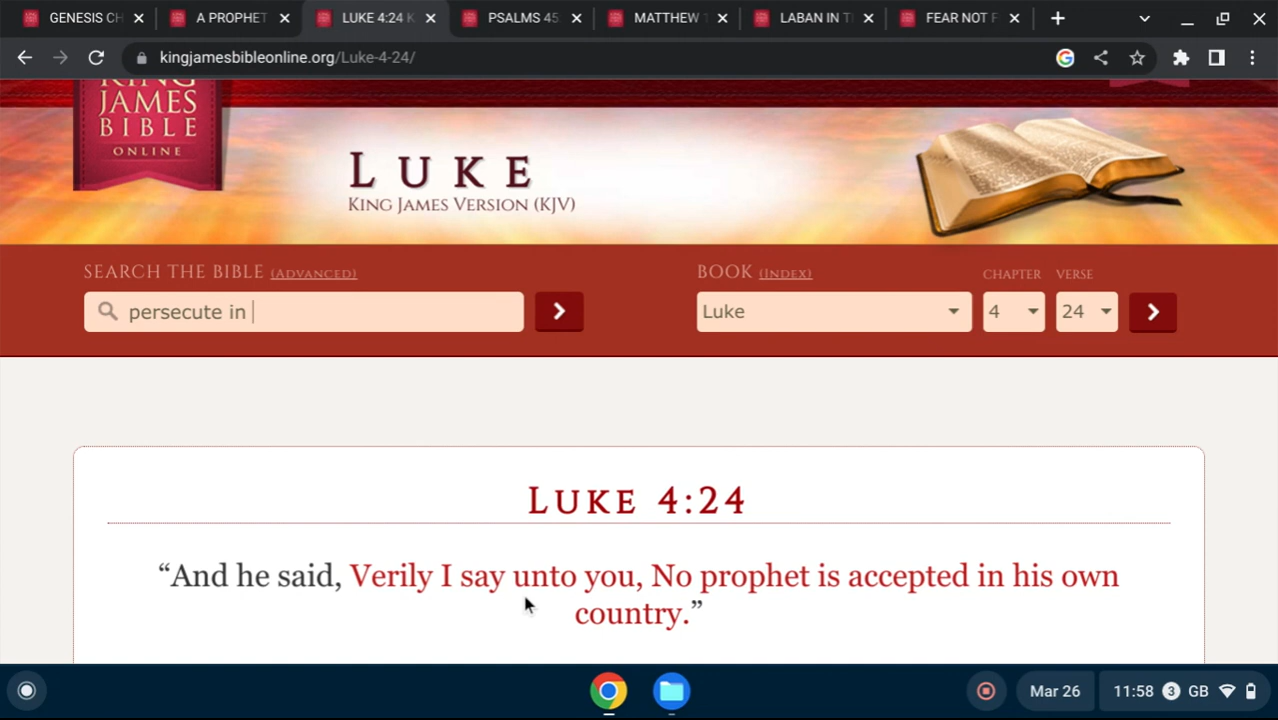 GENESIS CH
A PROPHET
LUKE 4:24 K
PSALMS 45:
MATTHEW
LABAN IN T
FEAR NOT F
kingjamesbibleonline.org/Luke-4-24/
KING
JAMES
BIBLE
ONLINE
LUKE
KING JAMES VERSION (KJV)
SEARCH THE BIBLE (ADVANCED)
BOOK (INDEX)
CHAPTER
VERSE
persecute in
Luke
4
24
LUKE 4:24
“And he said, Verily I say unto you, No prophet is accepted in his own
country.”
Mar 26
11:58
3
GB